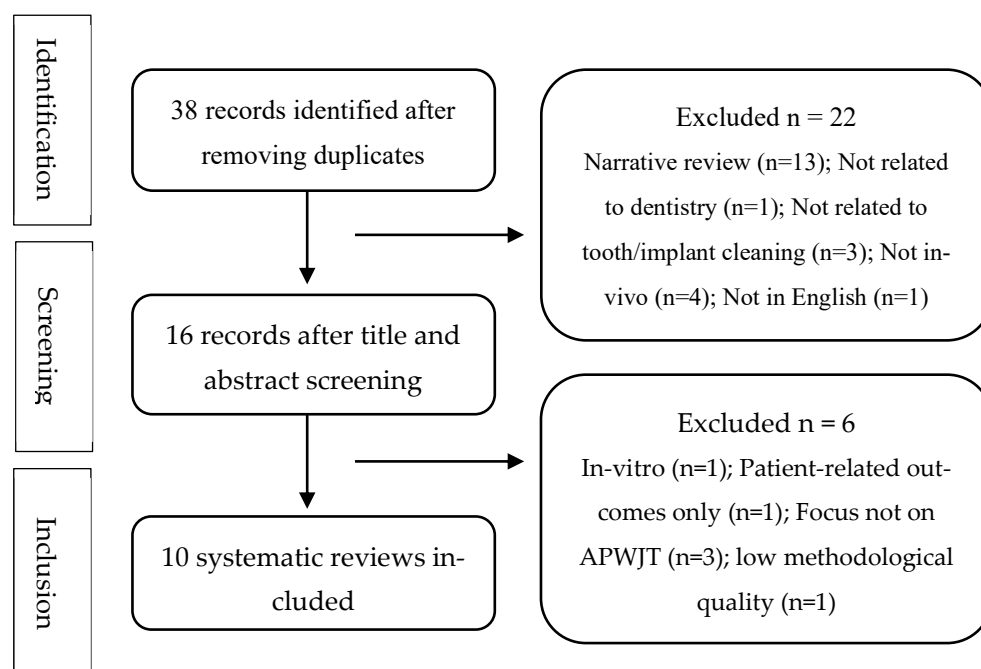 Identification
38 records identified after
removing duplicates
Excluded n = 22
Narrative review (n=13); Not related
to dentistry (n=1); Not related to
tooth/implant cleaning (n=3); Not in-
vivo (n=4); Not in English (n=1)
Screening
16 records after title and
abstract screening
Excluded n = 6
In-vitro (n=1); Patient-related out-
comes only (n=1); Focus not on
APWJT (n=3); low methodological
quality (n=1)
Inclusion
10 systematic reviews in-
cluded